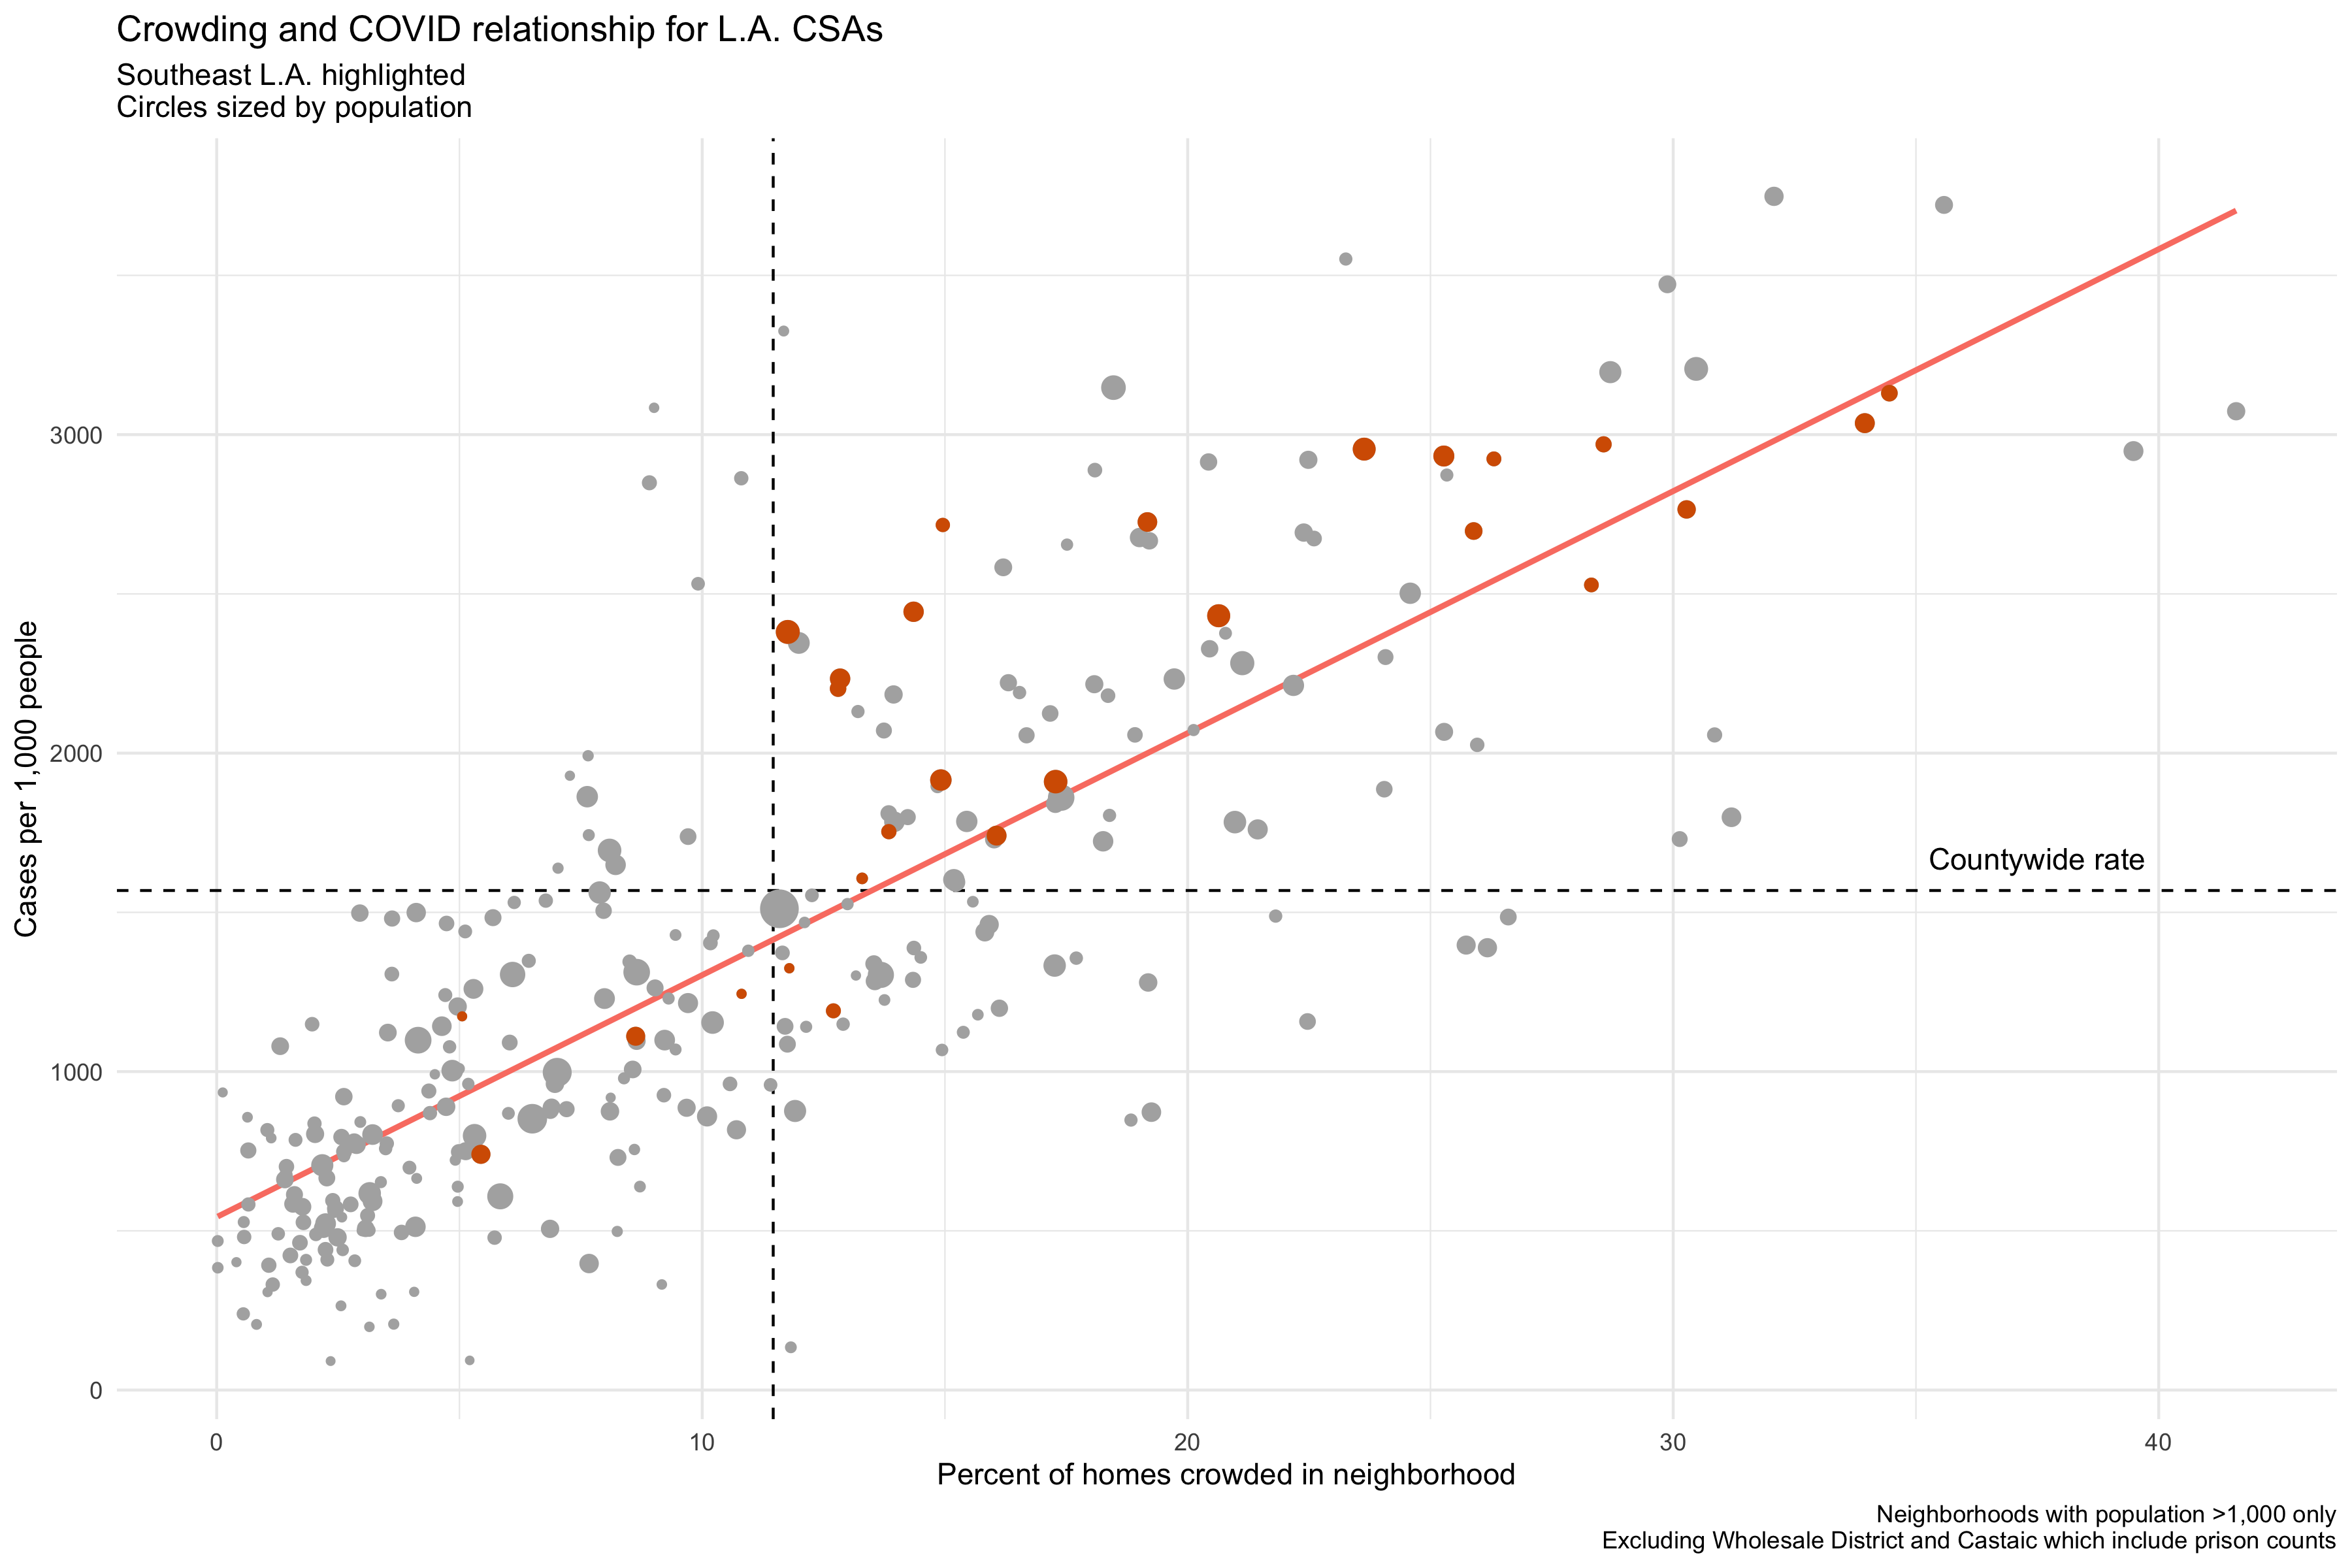 Crowding and COVID relationship for L.A. CSAs
Southeast L.A. highlighted
Circles sized by population
Cases per 1,000 people
3000
2000
1000
0
Countywide rate
0 10 20 30 40
Percent of homes crowded in neighborhood
Neighborhoods with population >1,000 only
Excluding Wholesale District and Castaic which include prison counts